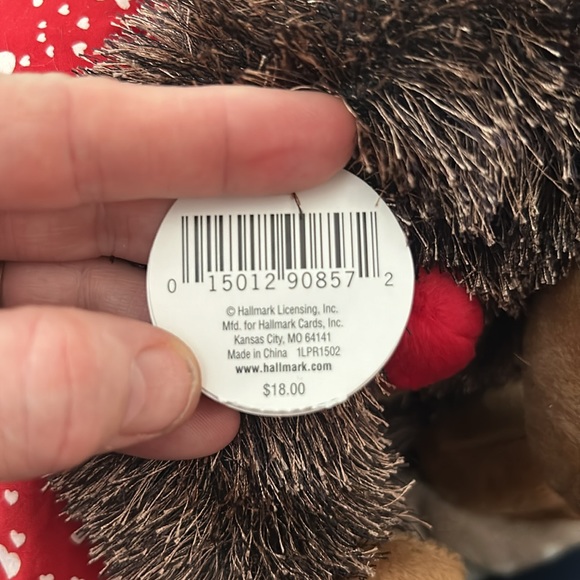 0 15012 90857 2
© Hallmark Licensing, Inc.
Mfd. for Hallmark Cards, Inc.
Kansas City, MO 64141
Made in China 1LPR1502
www.hallmark.com
$18.00